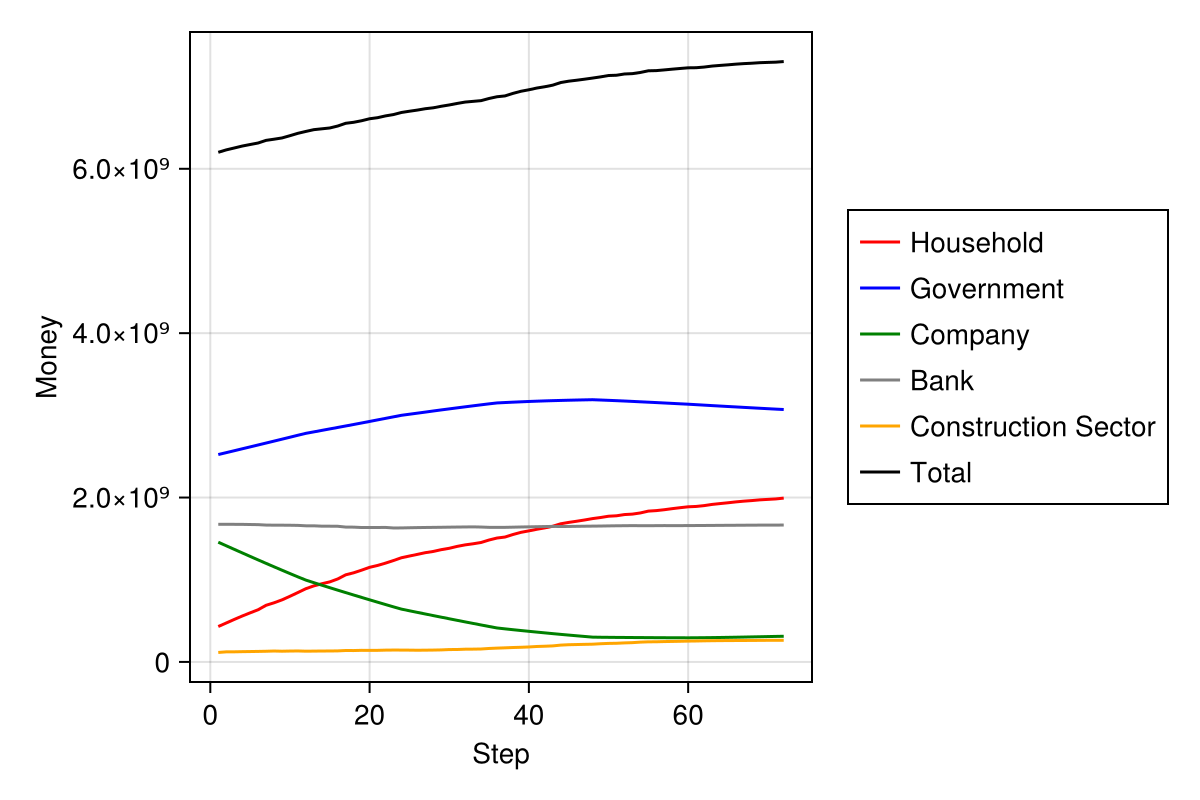 6.0×10⁹
4.0×10⁹
2.0×10⁹
0
Money
0 20 40 60
Step
Household
Government
Company
Bank
Construction Sector
Total